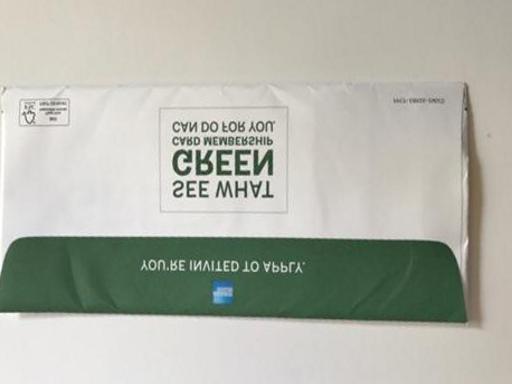 YOU'RE INVITED TO APPLY.
SEE WHAT
GREEN
CARD MEMBERSHIP
CAN DO FOR YOU.